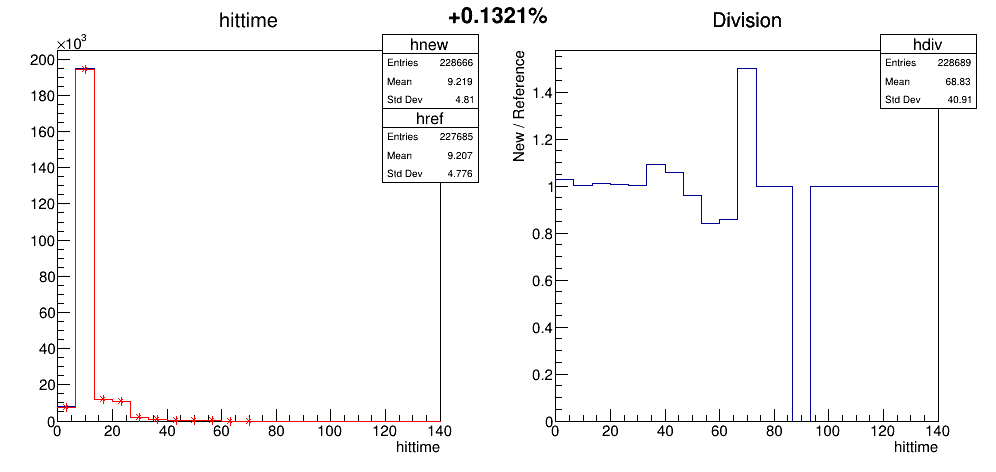 +0.1321%
hittime
×10³
200
180
160
140
120
100
80
60
40
20
0
0 20 40 60 80 100 120 140
hittime
hnew
Entries 228666
Mean 9.219
Std Dev 4.81
href
Entries 227685
Mean 9.207
Std Dev 4.776
Division
New / Reference
1.4
1.2
1
0.8
0.6
0.4
0.2
0
0 20 40 60 80 100 120 140
hittime
hdiv
Entries 228689
Mean 68.83
Std Dev 40.91